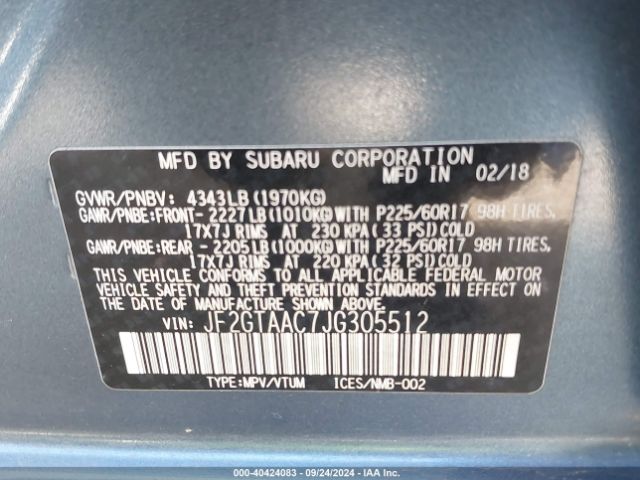 MFD BY SUBARU CORPORATION
MFD IN 02/18
GVWR/PNBV: 4343LB(1970KG)
GAWR/PNBE:FRONT- 2227LB(1010KG)WITH P225/60R17 98H TIRES,
17X7J RIMS AT 230 KPA(33 PSI)COLD
GAWR/PNBE:REAR - 2205LB(1000KG)WITH P225/60R17 98H TIRES,
17X7J RIMS AT 220 KPA(32 PSI)COLD
THIS VEHICLE CONFORMS TO ALL APPLICABLE FEDERAL MOTOR
VEHICLE SAFETY AND THEFT PREVENTION STANDARDS IN EFFECT
ON THE DATE OF MANUFACTURE SHOWN ABOVE.
VIN: JF2GTAAC7JG305512
TYPE:MPV/VTUM ICES/NMB-002
000-40424083 - 09/24/2024 - IAA Inc.